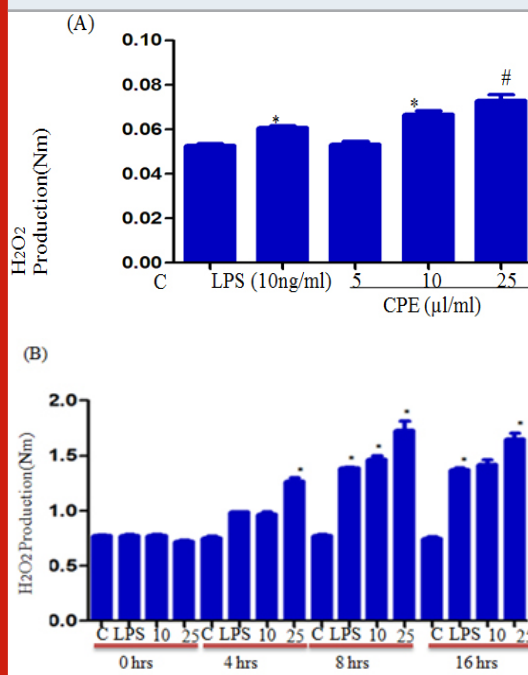 (A)
H2O2
Production(Nm)
0.10
0.08
0.06
0.04
0.02
0.00
* * #
C LPS (10ng/ml) 5 10 25
CPE (µl/ml)
(B)
H2O2 Production(Nm)
2.0
1.5
1.0
0.5
0.0
* * * * * *
C LPS 10 25 C LPS 10 25 C LPS 10 25 C LPS 10 25
0 hrs 4 hrs 8 hrs 16 hrs